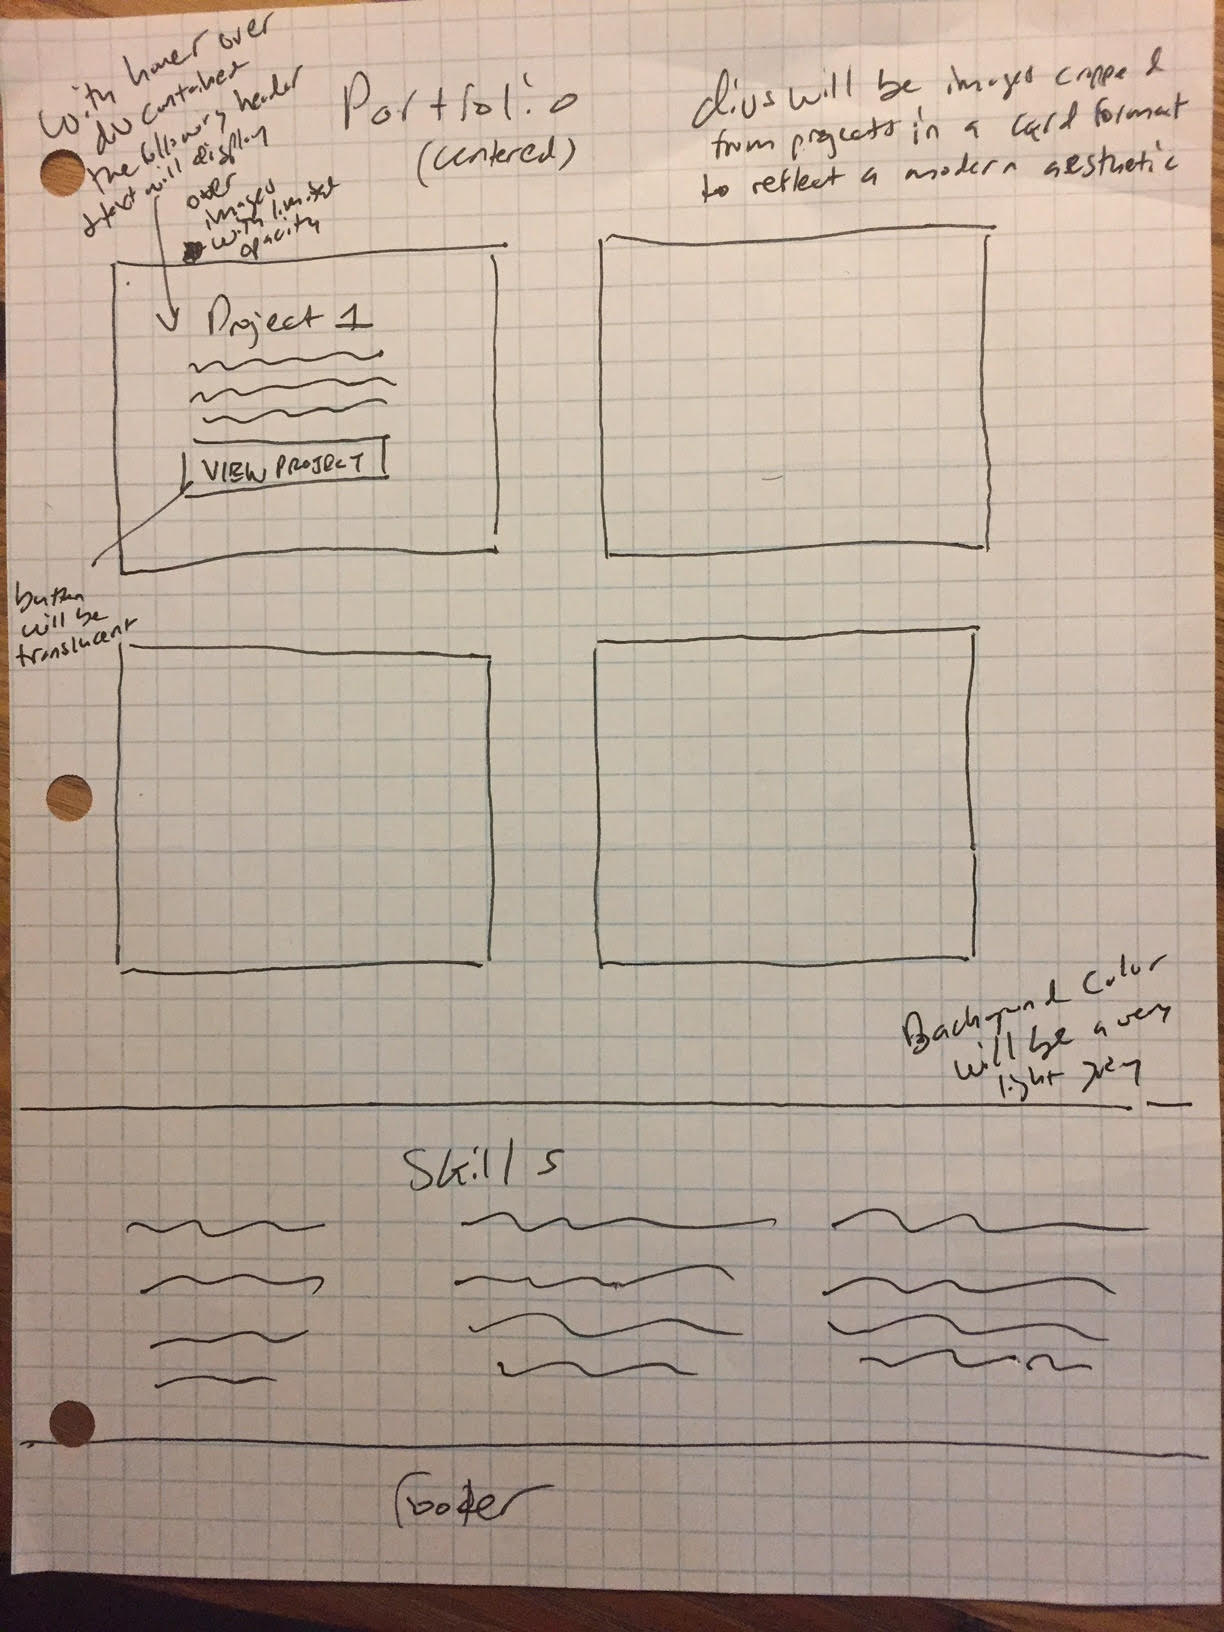 With hover over
div contained
the following header
& text will display
over
images
with limited
opacity
Portfolio
(centered)
divs will be images cropped
from projects in a card format
to reflect a modern aesthetic
Project 1
VIEW PROJECT
button
will be
translucent
Background Color
will be a very
light grey
Skills
Footer